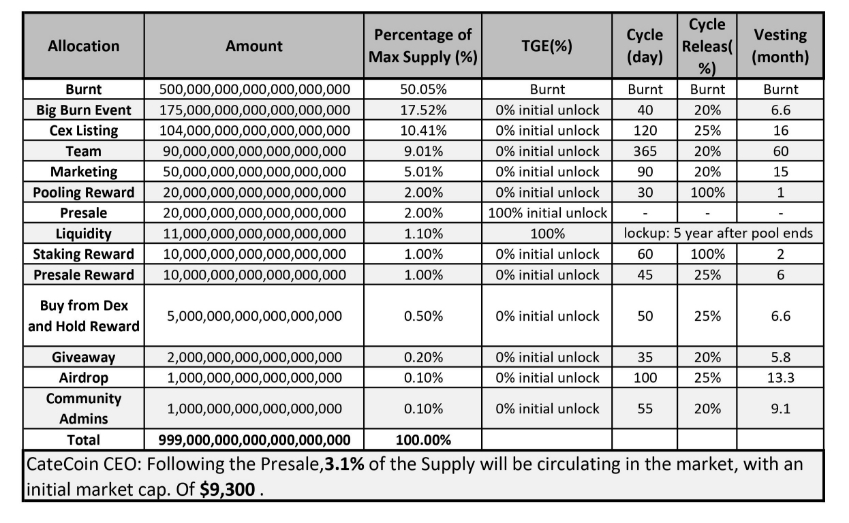 Allocation Amount Percentage of Max Supply (%) TGE(%) Cycle (day) Cycle Releas( %) Vesting (month)
Burnt 500,000,000,000,000,000,000 50.05% Burnt Burnt Burnt Burnt
Big Burn Event 175,000,000,000,000,000,000 17.52% 0% initial unlock 40 20% 6.6
Cex Listing 104,000,000,000,000,000,000 10.41% 0% initial unlock 120 25% 16
Team 90,000,000,000,000,000,000 9.01% 0% initial unlock 365 20% 60
Marketing 50,000,000,000,000,000,000 5.01% 0% initial unlock 90 20% 15
Pooling Reward 20,000,000,000,000,000,000 2.00% 0% initial unlock 30 100% 1
Presale 20,000,000,000,000,000,000 2.00% 100% initial unlock - - -
Liquidity 11,000,000,000,000,000,000 1.10% 100% lockup: 5 year after pool ends
Staking Reward 10,000,000,000,000,000,000 1.00% 0% initial unlock 60 100% 2
Presale Reward 10,000,000,000,000,000,000 1.00% 0% initial unlock 45 25% 6
Buy from Dex and Hold Reward 5,000,000,000,000,000,000 0.50% 0% initial unlock 50 25% 6.6
Giveaway 2,000,000,000,000,000,000 0.20% 0% initial unlock 35 20% 5.8
Airdrop 1,000,000,000,000,000,000 0.10% 0% initial unlock 100 25% 13.3
Community Admins 1,000,000,000,000,000,000 0.10% 0% initial unlock 55 20% 9.1
Total 999,000,000,000,000,000,000 100.00%
CateCoin CEO: Following the Presale,3.1% of the Supply will be circulating in the market, with an
initial market cap. Of $9,300 .